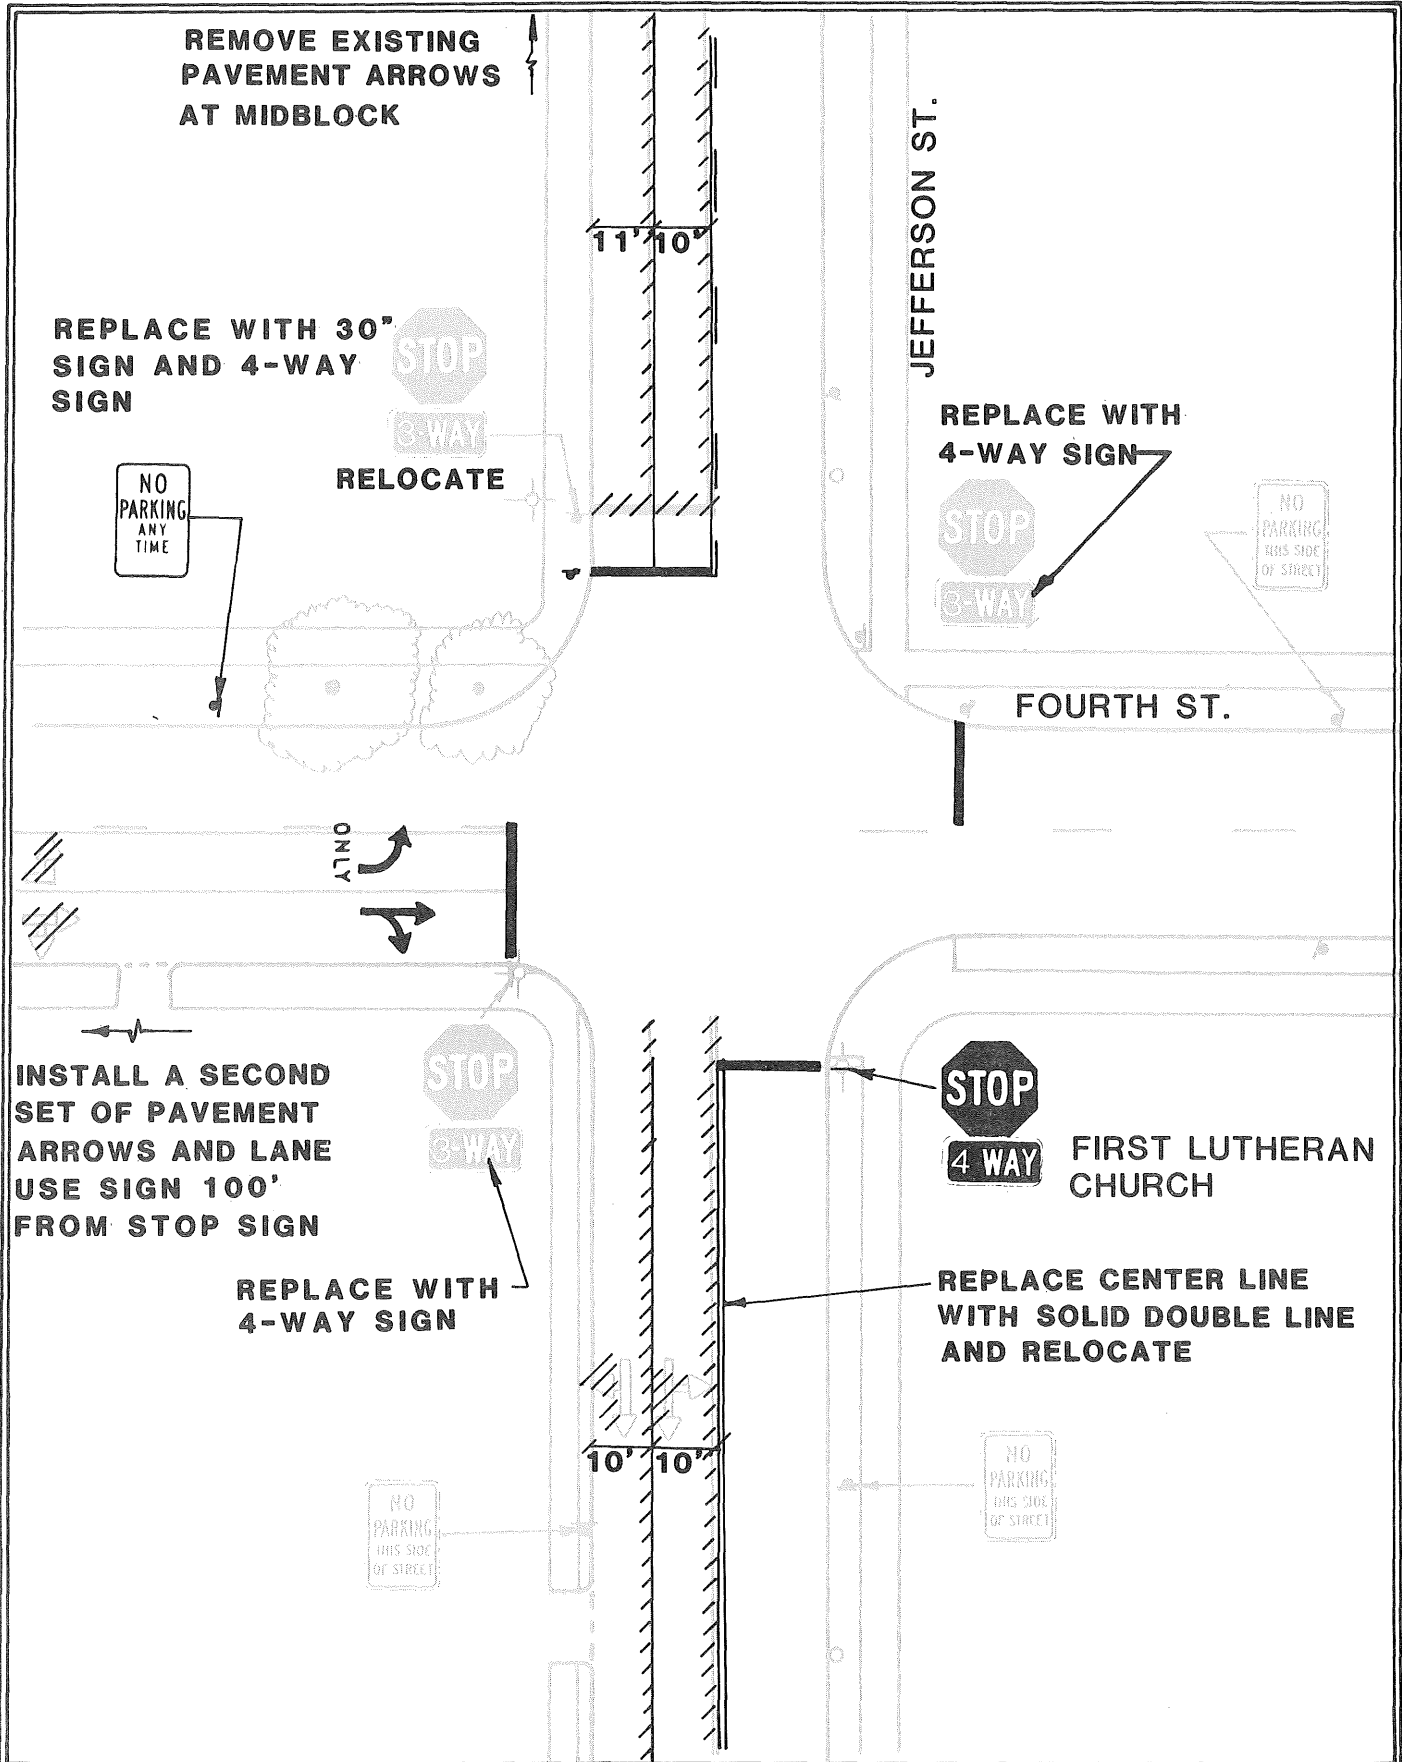 REMOVE EXISTING
PAVEMENT ARROWS
AT MIDBLOCK
JEFFERSON ST.
11' 10'
REPLACE WITH 30"
SIGN AND 4-WAY
SIGN
STOP
3-WAY
RELOCATE
NO
PARKING
ANY
TIME
REPLACE WITH
4-WAY SIGN
STOP
3-WAY
NO
PARKING
THIS SIDE
OF STREET
FOURTH ST.
ONLY
INSTALL A SECOND
SET OF PAVEMENT
ARROWS AND LANE
USE SIGN 100'
FROM STOP SIGN
STOP
3-WAY
REPLACE WITH
4-WAY SIGN
STOP
4 WAY
FIRST LUTHERAN
CHURCH
REPLACE CENTER LINE
WITH SOLID DOUBLE LINE
AND RELOCATE
10' 10'
NO
PARKING
THIS SIDE
OF STREET
NO
PARKING
THIS SIDE
OF STREET